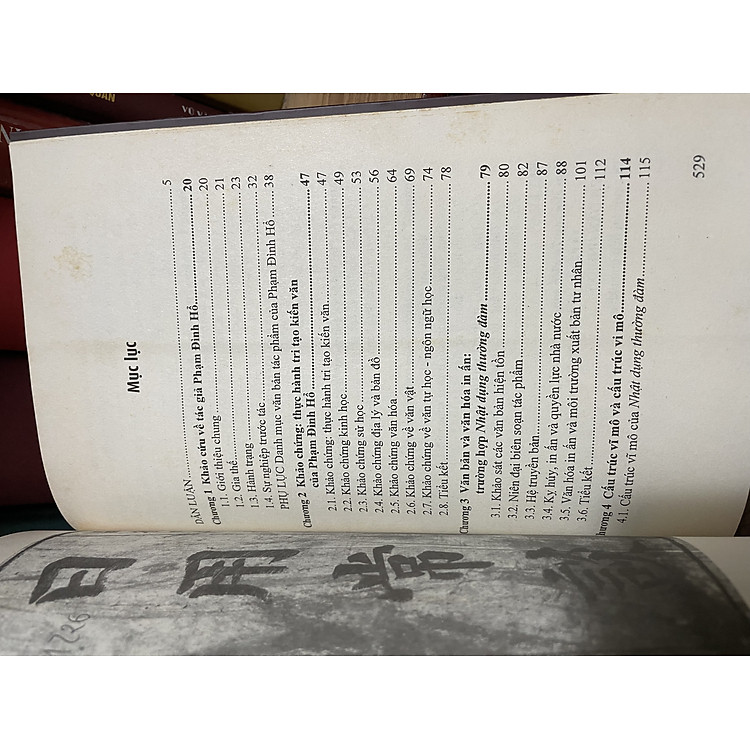 Mục lục
DẪN LUẬN 5
Chương 1 Khảo cứu về tác giả Phạm Đình Hổ 20
1.1. Giới thiệu chung 20
1.2. Gia thế 21
1.3. Hành trạng 23
1.4. Sự nghiệp trước tác 32
PHỤ LỤC Danh mục văn bản tác phẩm của Phạm Đình Hổ 38
Chương 2 Khảo chứng: thực hành tri tạo kiến văn
của Phạm Đình Hổ 47
2.1. Khảo chứng: thực hành tri tạo kiến văn 47
2.2. Khảo chứng kinh học 49
2.3. Khảo chứng sử học 53
2.4. Khảo chứng địa lý và bản đồ 56
2.5. Khảo chứng văn hóa 64
2.6. Khảo chứng về văn vật 69
2.7. Khảo chứng về văn tự học - ngôn ngữ học 74
2.8. Tiểu kết 78
Chương 3 Văn bản và văn hóa in ấn:
trường hợp Nhật dụng thường đàm 79
3.1. Khảo sát các văn bản hiện tồn 80
3.2. Niên đại biên soạn tác phẩm 82
3.3. Hệ truyền bản 87
3.4. Kỵ húy, in ấn và quyền lực nhà nước 88
3.5. Văn hóa in ấn và môi trường xuất bản tư nhân 101
3.6. Tiểu kết 112
Chương 4 Cấu trúc vĩ mô và cấu trúc vi mô 114
4.1. Cấu trúc vĩ mô của Nhật dụng thường đàm 115
529
日用常